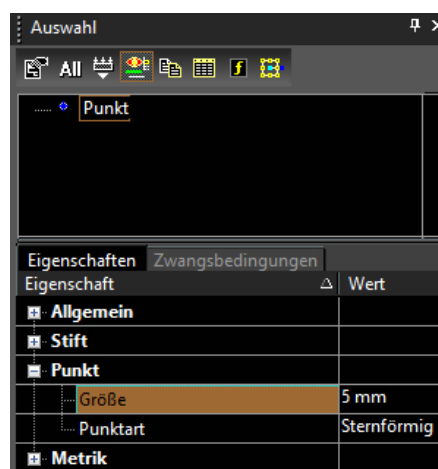 Auswahl
All
Punkt
Eigenschaften Zwangsbedingungen
Eigenschaft Wert
Allgemein
Stift
Punkt
Größe 5 mm
Punktart Sternförmig
Metrik